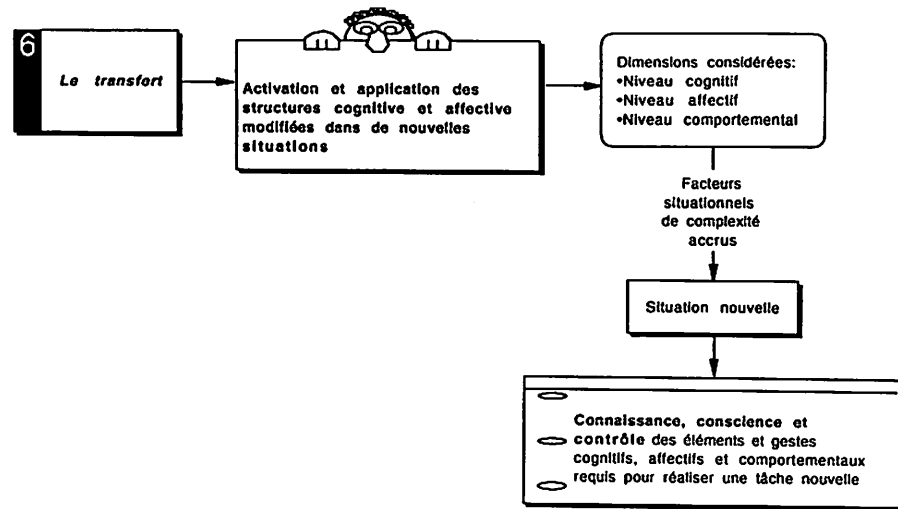 6
Le transfert
Activation et application des
structures cognitive et affective
modifiées dans de nouvelles
situations
Dimensions considérées:
•Niveau cognitif
•Niveau affectif
•Niveau comportemental
Facteurs
situationnels
de complexité
accrus
Situation nouvelle
Connaissance, conscience et
contrôle des éléments et gestes
cognitifs, affectifs et comportementaux
requis pour réaliser une tâche nouvelle